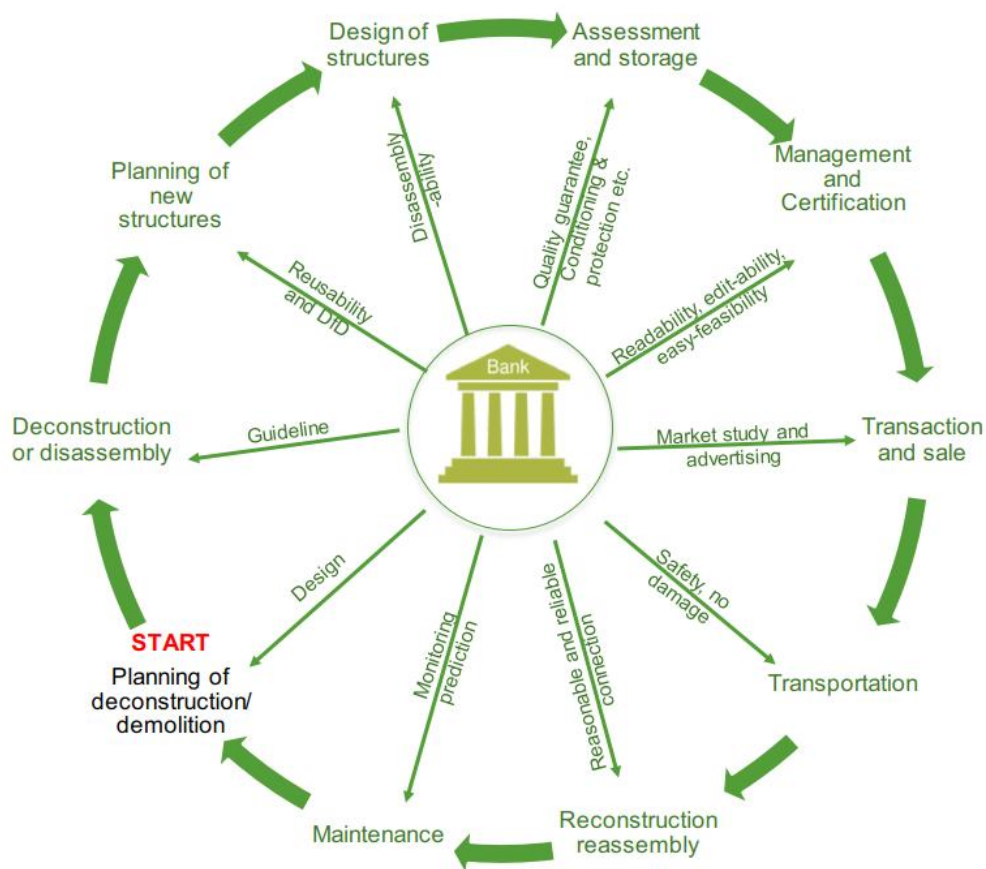 Design of
structures
Assessment
and storage
Planning of
new
structures
Management
and
Certification
Disassembly
-ability
Quality guarantee,
Conditioning &
protection etc.
Reusability
and DfD
Readability, edit-ability,
easy-feasibility
Bank
Deconstruction
or disassembly
Guideline
Market study and
advertising
Transaction
and sale
Design
Monitoring
prediction
Reasonable and reliable
connection
Safety, no
damage
START
Planning of
deconstruction/
demolition
Transportation
Maintenance
Reconstruction
reassembly